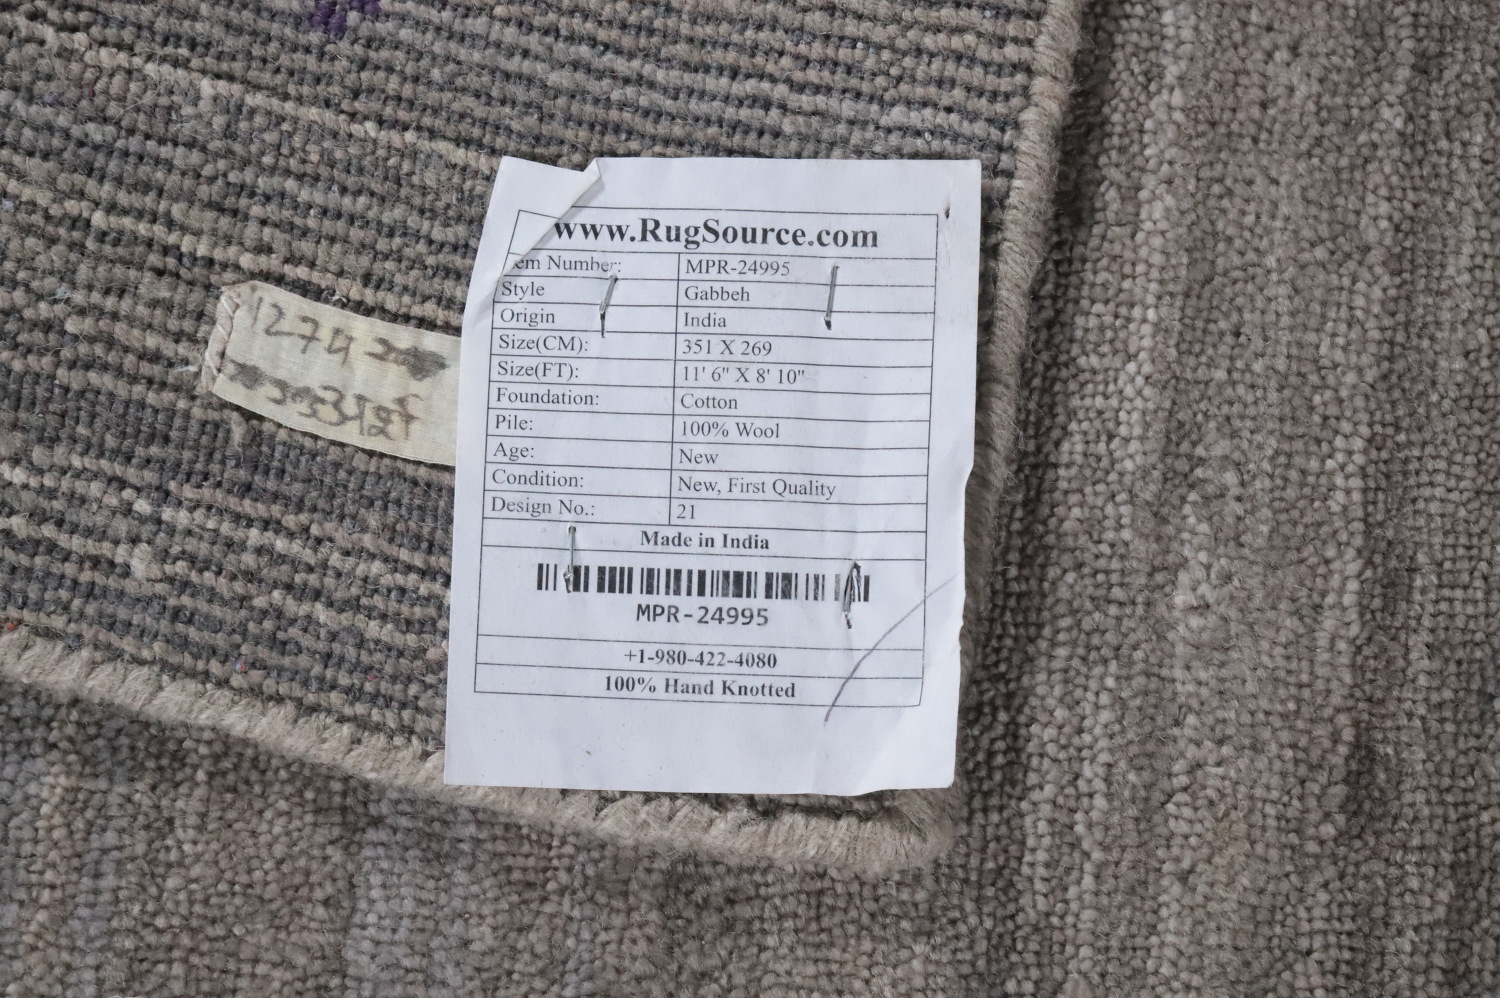 www.RugSource.com
em Number: MPR-24995
Style Gabbeh
Origin India
Size(CM): 351 X 269
Size(FT): 11' 6" X 8' 10"
Foundation: Cotton
Pile: 100% Wool
Age: New
Condition: New, First Quality
Design No.: 21
Made in India
MPR-24995
+1-980-422-4080
100% Hand Knotted